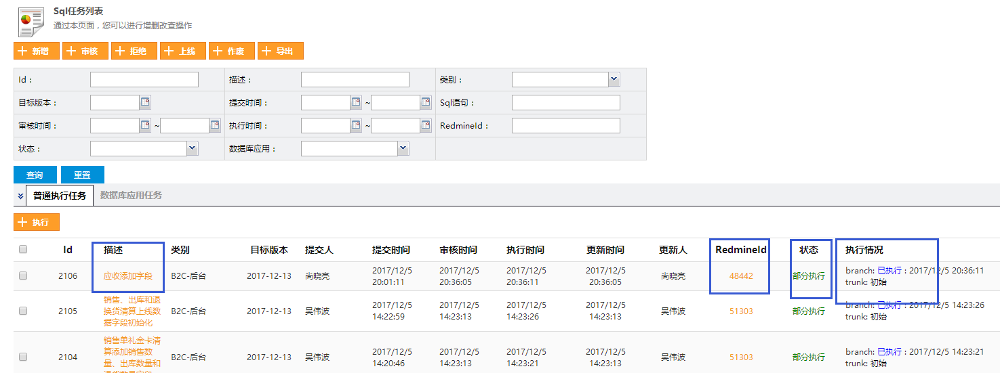 Sql任务列表
通过本页面，您可以进行增删改查操作
新增 审核 拒绝 上线 作废 导出
Id： 描述： 类别：
目标版本： 提交时间： ~ Sql语句：
审核时间： ~ 执行时间： ~ RedmineId：
状态： 数据库应用：
查询 重置
普通执行任务 数据库应用任务
执行
Id 描述 类别 目标版本 提交人 提交时间 审核时间 执行时间 更新时间 更新人 RedmineId 状态 执行情况
2106 应收添加字段 B2C-后台 2017-12-13 尚晓亮 2017/12/5 20:01:11 2017/12/5 20:36:05 2017/12/5 20:36:11 2017/12/5 20:36:05 尚晓亮 48442 部分执行 branch: 已执行：2017/12/5 20:36:11
trunk: 初始
2105 销售、出库和退换货清算上线数据字段初始化 B2C-后台 2017-12-13 吴伟波 2017/12/5 14:22:59 2017/12/5 14:23:13 2017/12/5 14:23:26 2017/12/5 14:23:13 吴伟波 51303 部分执行 branch: 已执行：2017/12/5 14:23:26
trunk: 初始
2104 销售单礼金卡清算添加销售数量、出库数量和 B2C-后台 2017-12-13 吴伟波 2017/12/5 14:20:46 2017/12/5 14:23:13 2017/12/5 14:23:21 2017/12/5 14:23:13 吴伟波 51303 部分执行 branch: 已执行：2017/12/5 14:23:21
trunk: 初始